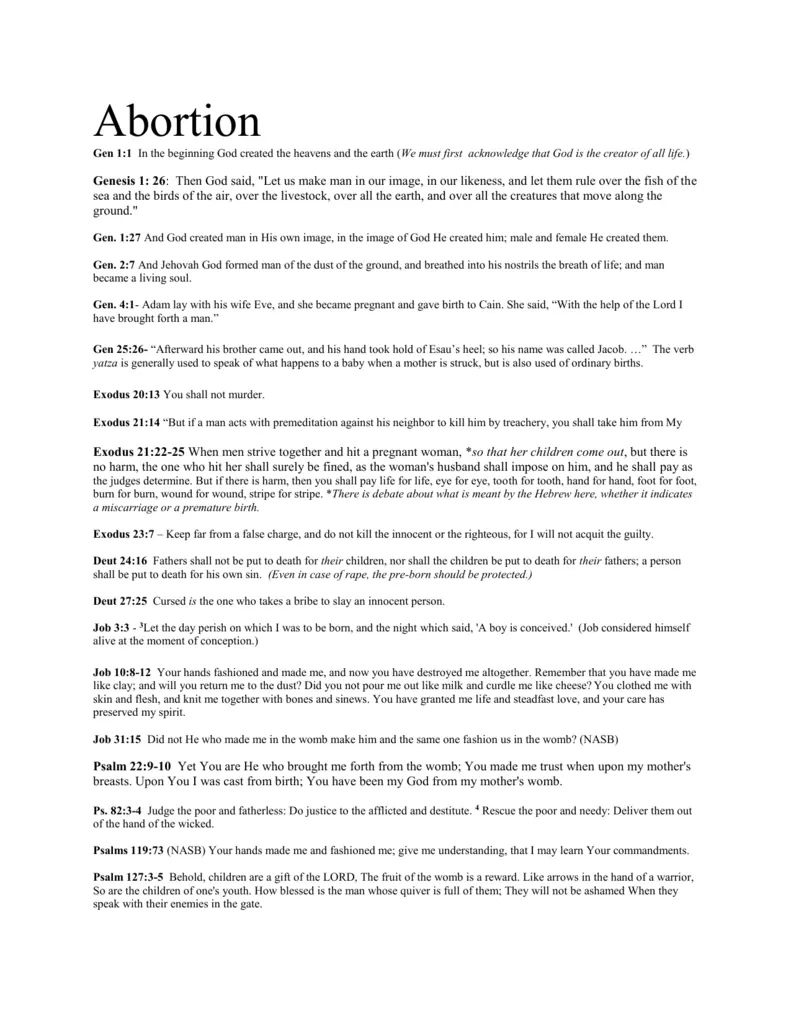 Abortion
Gen 1:1 In the beginning God created the heavens and the earth (We must first acknowledge that God is the creator of all life.)
Genesis 1: 26: Then God said, "Let us make man in our image, in our likeness, and let them rule over the fish of the
sea and the birds of the air, over the livestock, over all the earth, and over all the creatures that move along the
ground."
Gen. 1:27 And God created man in His own image, in the image of God He created him; male and female He created them.
Gen. 2:7 And Jehovah God formed man of the dust of the ground, and breathed into his nostrils the breath of life; and man
became a living soul.
Gen. 4:1- Adam lay with his wife Eve, and she became pregnant and gave birth to Cain. She said, “With the help of the Lord I
have brought forth a man.”
Gen 25:26- “Afterward his brother came out, and his hand took hold of Esau’s heel; so his name was called Jacob. …” The verb
yatza is generally used to speak of what happens to a baby when a mother is struck, but is also used of ordinary births.
Exodus 20:13 You shall not murder.
Exodus 21:14 “But if a man acts with premeditation against his neighbor to kill him by treachery, you shall take him from My
Exodus 21:22-25 When men strive together and hit a pregnant woman, *so that her children come out, but there is
no harm, the one who hit her shall surely be fined, as the woman's husband shall impose on him, and he shall pay as
the judges determine. But if there is harm, then you shall pay life for life, eye for eye, tooth for tooth, hand for hand, foot for foot,
burn for burn, wound for wound, stripe for stripe. *There is debate about what is meant by the Hebrew here, whether it indicates
a miscarriage or a premature birth.
Exodus 23:7 – Keep far from a false charge, and do not kill the innocent or the righteous, for I will not acquit the guilty.
Deut 24:16 Fathers shall not be put to death for their children, nor shall the children be put to death for their fathers; a person
shall be put to death for his own sin. (Even in case of rape, the pre-born should be protected.)
Deut 27:25 Cursed is the one who takes a bribe to slay an innocent person.
Job 3:3 - ³Let the day perish on which I was to be born, and the night which said, 'A boy is conceived.' (Job considered himself
alive at the moment of conception.)
Job 10:8-12 Your hands fashioned and made me, and now you have destroyed me altogether. Remember that you have made me
like clay; and will you return me to the dust? Did you not pour me out like milk and curdle me like cheese? You clothed me with
skin and flesh, and knit me together with bones and sinews. You have granted me life and steadfast love, and your care has
preserved my spirit.
Job 31:15 Did not He who made me in the womb make him and the same one fashion us in the womb? (NASB)
Psalm 22:9-10 Yet You are He who brought me forth from the womb; You made me trust when upon my mother's
breasts. Upon You I was cast from birth; You have been my God from my mother's womb.
Ps. 82:3-4 Judge the poor and fatherless: Do justice to the afflicted and destitute. ⁴ Rescue the poor and needy: Deliver them out
of the hand of the wicked.
Psalms 119:73 (NASB) Your hands made me and fashioned me; give me understanding, that I may learn Your commandments.
Psalm 127:3-5 Behold, children are a gift of the LORD, The fruit of the womb is a reward. Like arrows in the hand of a warrior,
So are the children of one's youth. How blessed is the man whose quiver is full of them; They will not be ashamed When they
speak with their enemies in the gate.